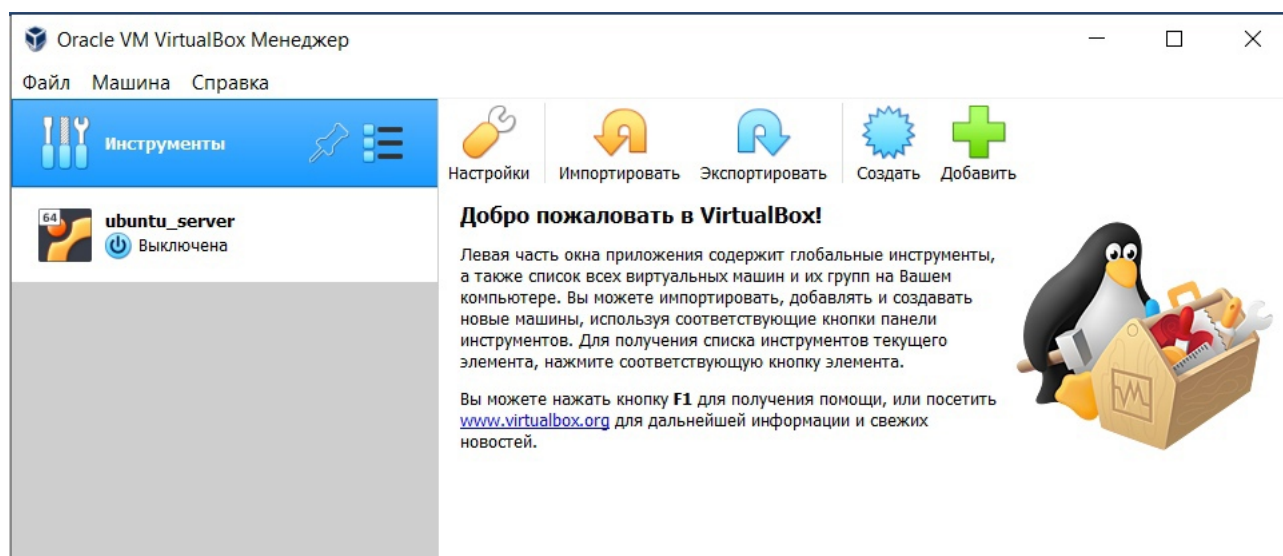 Oracle VM VirtualBox Менеджер
Файл Машина Справка
Инструменты
Настройки Импортировать Экспортировать Создать Добавить
64
ubuntu_server
Выключена
Добро пожаловать в VirtualBox!
Левая часть окна приложения содержит глобальные инструменты,
а также список всех виртуальных машин и их групп на Вашем
компьютере. Вы можете импортировать, добавлять и создавать
новые машины, используя соответствующие кнопки панели
инструментов. Для получения списка инструментов текущего
элемента, нажмите соответствующую кнопку элемента.
Вы можете нажать кнопку F1 для получения помощи, или посетить
www.virtualbox.org для дальнейшей информации и свежих
новостей.